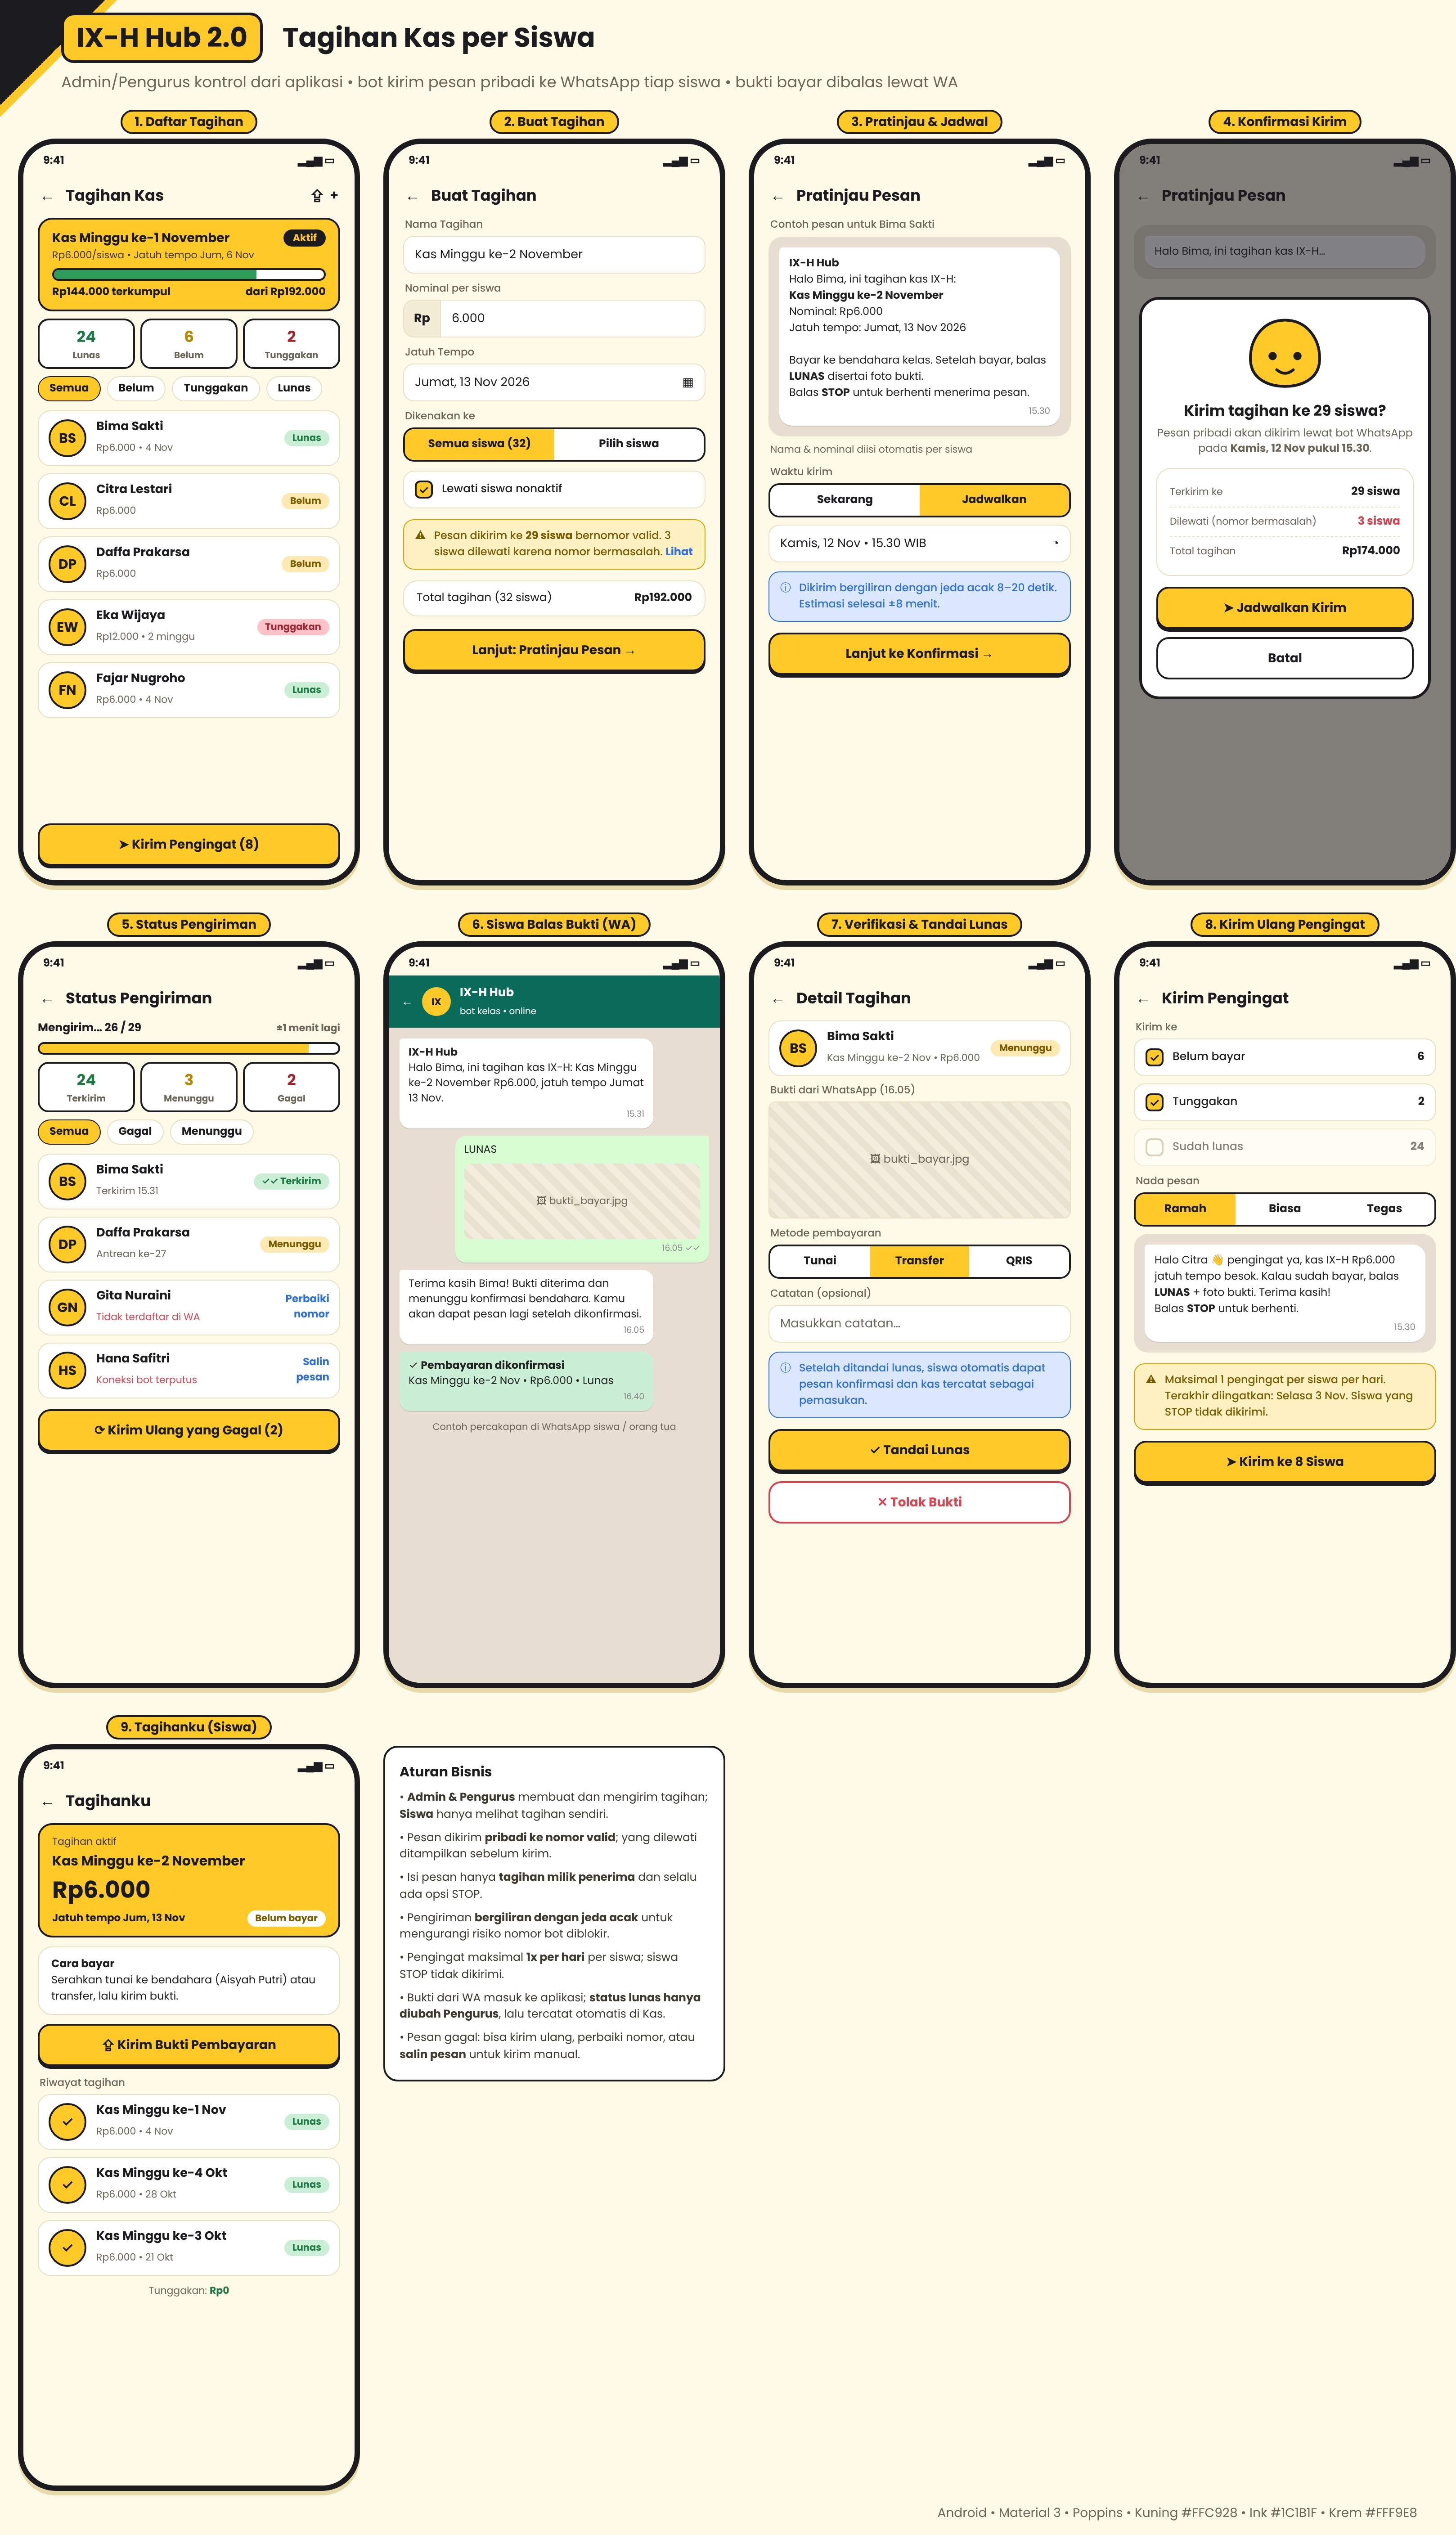 IX-H Hub 2.0
Tagihan Kas per Siswa
Admin/Pengurus kontrol dari aplikasi • bot kirim pesan pribadi ke WhatsApp tiap siswa • bukti bayar dibalas lewat WA
1. Daftar Tagihan
9:41
← Tagihan Kas
+
Kas Minggu ke-1 November
Aktif
Rp6.000/siswa • Jatuh tempo Jum, 6 Nov
Rp144.000 terkumpul
dari Rp192.000
24
Lunas
6
Belum
2
Tunggakan
Semua
Belum
Tunggakan
Lunas
BS
Bima Sakti
Rp6.000 • 4 Nov
Lunas
CL
Citra Lestari
Rp6.000
Belum
DP
Daffa Prakarsa
Rp6.000
Belum
EW
Eka Wijaya
Rp12.000 • 2 minggu
Tunggakan
FN
Fajar Nugroho
Rp6.000 • 4 Nov
Lunas
➤ Kirim Pengingat (8)
2. Buat Tagihan
9:41
← Buat Tagihan
Nama Tagihan
Kas Minggu ke-2 November
Nominal per siswa
Rp
6.000
Jatuh Tempo
Jumat, 13 Nov 2026
Dikenakan ke
Semua siswa (32)
Pilih siswa
Lewati siswa nonaktif
⚠ Pesan dikirim ke 29 siswa bernomor valid. 3
siswa dilewati karena nomor bermasalah. Lihat
Total tagihan (32 siswa)
Rp192.000
Lanjut: Pratinjau Pesan →
3. Pratinjau & Jadwal
9:41
← Pratinjau Pesan
Contoh pesan untuk Bima Sakti
IX-H Hub
Halo Bima, ini tagihan kas IX-H:
Kas Minggu ke-2 November
Nominal: Rp6.000
Jatuh tempo: Jumat, 13 Nov 2026
Bayar ke bendahara kelas. Setelah bayar, balas
LUNAS disertai foto bukti.
Balas STOP untuk berhenti menerima pesan.
15.30
Nama & nominal diisi otomatis per siswa
Waktu kirim
Sekarang
Jadwalkan
Kamis, 12 Nov • 15.30 WIB
ⓘ Dikirim bergiliran dengan jeda acak 8–20 detik.
Estimasi selesai ±8 menit.
Lanjut ke Konfirmasi →
4. Konfirmasi Kirim
9:41
← Pratinjau Pesan
Halo Bima, ini tagihan kas IX-H…
Kirim tagihan ke 29 siswa?
Pesan pribadi akan dikirim lewat bot WhatsApp
pada Kamis, 12 Nov pukul 15.30.
Terkirim ke
29 siswa
Dilewati (nomor bermasalah)
3 siswa
Total tagihan
Rp174.000
➤ Jadwalkan Kirim
Batal
5. Status Pengiriman
9:41
← Status Pengiriman
Mengirim… 26 / 29
±1 menit lagi
24
Terkirim
3
Menunggu
2
Gagal
Semua
Gagal
Menunggu
BS
Bima Sakti
Terkirim 15.31
✓✓ Terkirim
DP
Daffa Prakarsa
Antrean ke-27
Menunggu
GN
Gita Nuraini
Tidak terdaftar di WA
Perbaiki
nomor
HS
Hana Safitri
Koneksi bot terputus
Salin
pesan
⟳ Kirim Ulang yang Gagal (2)
6. Siswa Balas Bukti (WA)
9:41
←
IX
IX-H Hub
bot kelas • online
IX-H Hub
Halo Bima, ini tagihan kas IX-H: Kas Minggu
ke-2 November Rp6.000, jatuh tempo Jumat
13 Nov.
15.31
LUNAS
🖼 bukti_bayar.jpg
16.05 ✓✓
Terima kasih Bima! Bukti diterima dan
menunggu konfirmasi bendahara. Kamu
akan dapat pesan lagi setelah dikonfirmasi.
16.05
✓ Pembayaran dikonfirmasi
Kas Minggu ke-2 Nov • Rp6.000 • Lunas
16.40
Contoh percakapan di WhatsApp siswa / orang tua
7. Verifikasi & Tandai Lunas
9:41
← Detail Tagihan
BS
Bima Sakti
Kas Minggu ke-2 Nov • Rp6.000
Menunggu
Bukti dari WhatsApp (16.05)
🖼 bukti_bayar.jpg
Metode pembayaran
Tunai
Transfer
QRIS
Catatan (opsional)
Masukkan catatan…
ⓘ Setelah ditandai lunas, siswa otomatis dapat
pesan konfirmasi dan kas tercatat sebagai
pemasukan.
✓ Tandai Lunas
✕ Tolak Bukti
8. Kirim Ulang Pengingat
9:41
← Kirim Pengingat
Kirim ke
Belum bayar
6
Tunggakan
2
Sudah lunas
24
Nada pesan
Ramah
Biasa
Tegas
Halo Citra 👋 pengingat ya, kas IX-H Rp6.000
jatuh tempo besok. Kalau sudah bayar, balas
LUNAS + foto bukti. Terima kasih!
Balas STOP untuk berhenti.
15.30
⚠ Maksimal 1 pengingat per siswa per hari.
Terakhir diingatkan: Selasa 3 Nov. Siswa yang
STOP tidak dikirimi.
➤ Kirim ke 8 Siswa
9. Tagihanku (Siswa)
9:41
← Tagihanku
Tagihan aktif
Kas Minggu ke-2 November
Rp6.000
Jatuh tempo Jum, 13 Nov
Belum bayar
Cara bayar
Serahkan tunai ke bendahara (Aisyah Putri) atau
transfer, lalu kirim bukti.
⇪ Kirim Bukti Pembayaran
Riwayat tagihan
✓
Kas Minggu ke-1 Nov
Rp6.000 • 4 Nov
Lunas
✓
Kas Minggu ke-4 Okt
Rp6.000 • 28 Okt
Lunas
✓
Kas Minggu ke-3 Okt
Rp6.000 • 21 Okt
Lunas
Tunggakan: Rp0
Aturan Bisnis
• Admin & Pengurus membuat dan mengirim tagihan;
Siswa hanya melihat tagihan sendiri.
• Pesan dikirim pribadi ke nomor valid; yang dilewati
ditampilkan sebelum kirim.
• Isi pesan hanya tagihan milik penerima dan selalu
ada opsi STOP.
• Pengiriman bergiliran dengan jeda acak untuk
mengurangi risiko nomor bot diblokir.
• Pengingat maksimal 1x per hari per siswa; siswa
STOP tidak dikirimi.
• Bukti dari WA masuk ke aplikasi; status lunas hanya
diubah Pengurus, lalu tercatat otomatis di Kas.
• Pesan gagal: bisa kirim ulang, perbaiki nomor, atau
salin pesan untuk kirim manual.
Android • Material 3 • Poppins • Kuning #FFC928 • Ink #1C1B1F • Krem #FFF9E8